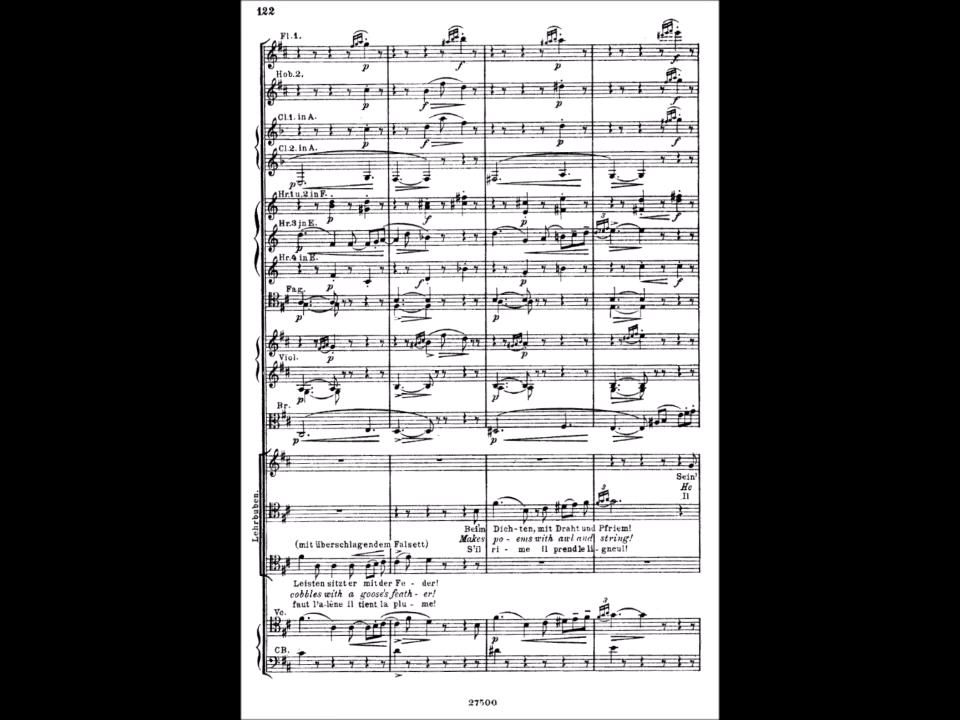 122
Fl.1.
p f p f
Hob.2.
p f p f
Cl.1. in A.
p f p f
Cl.2. in A.
p
Hr.1 u.2 in F.
p f p f
Hr.3 in E.
p 3
Hr.4 in E.
p f p f
Fag.
p p
p p
Viol.
p p
Br.
p p
Lehrbuben.
Sein'
He
Il
3
Beim Dich-ten, mit Draht und Pfriem!
(mit überschlagendem Falsett) Makes po - ems with awl and string!
S'il ri - me il prend le li-gneul!
Leisten sitzt er mit der Fe - der!
cobbles with a goose's feath - er!
faut l'a-lène il tient la plu - me!
Vc.
p 3
CB.
p
27500